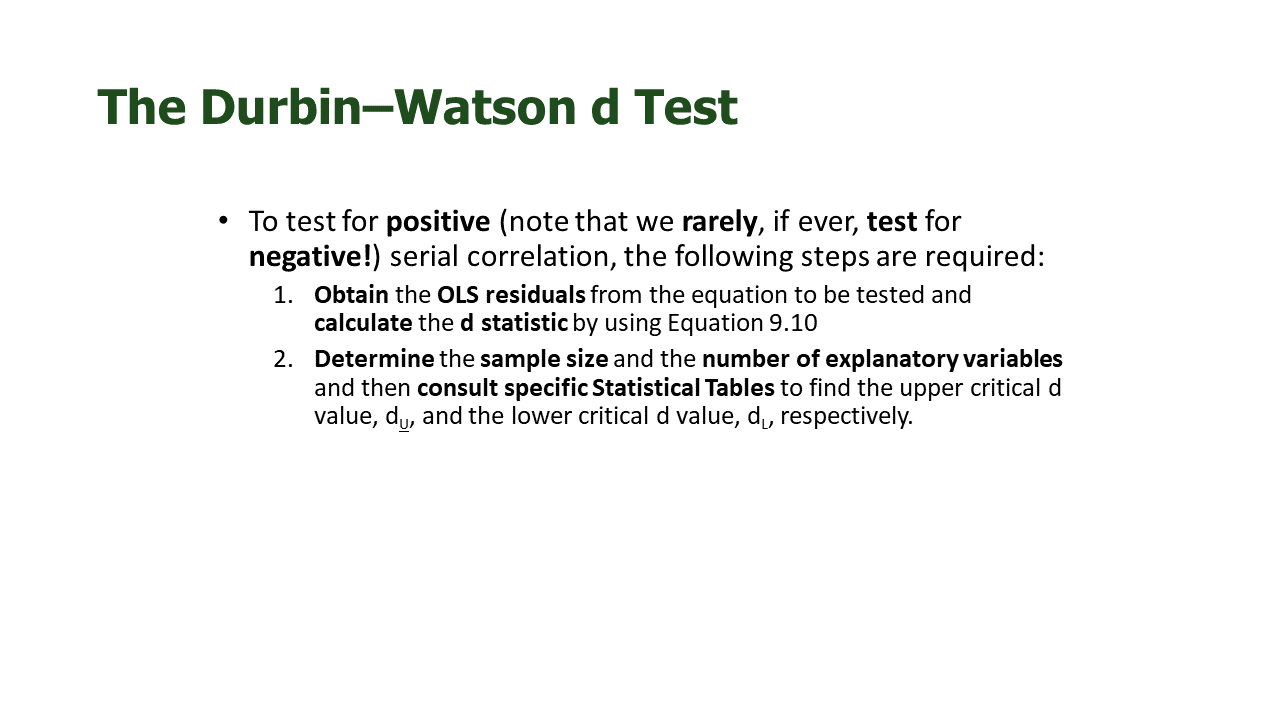 The Durbin–Watson d Test
• To test for positive (note that we rarely, if ever, test for
negative!) serial correlation, the following steps are required:
1. Obtain the OLS residuals from the equation to be tested and
calculate the d statistic by using Equation 9.10
2. Determine the sample size and the number of explanatory variables
and then consult specific Statistical Tables to find the upper critical d
value, dU, and the lower critical d value, dL, respectively.